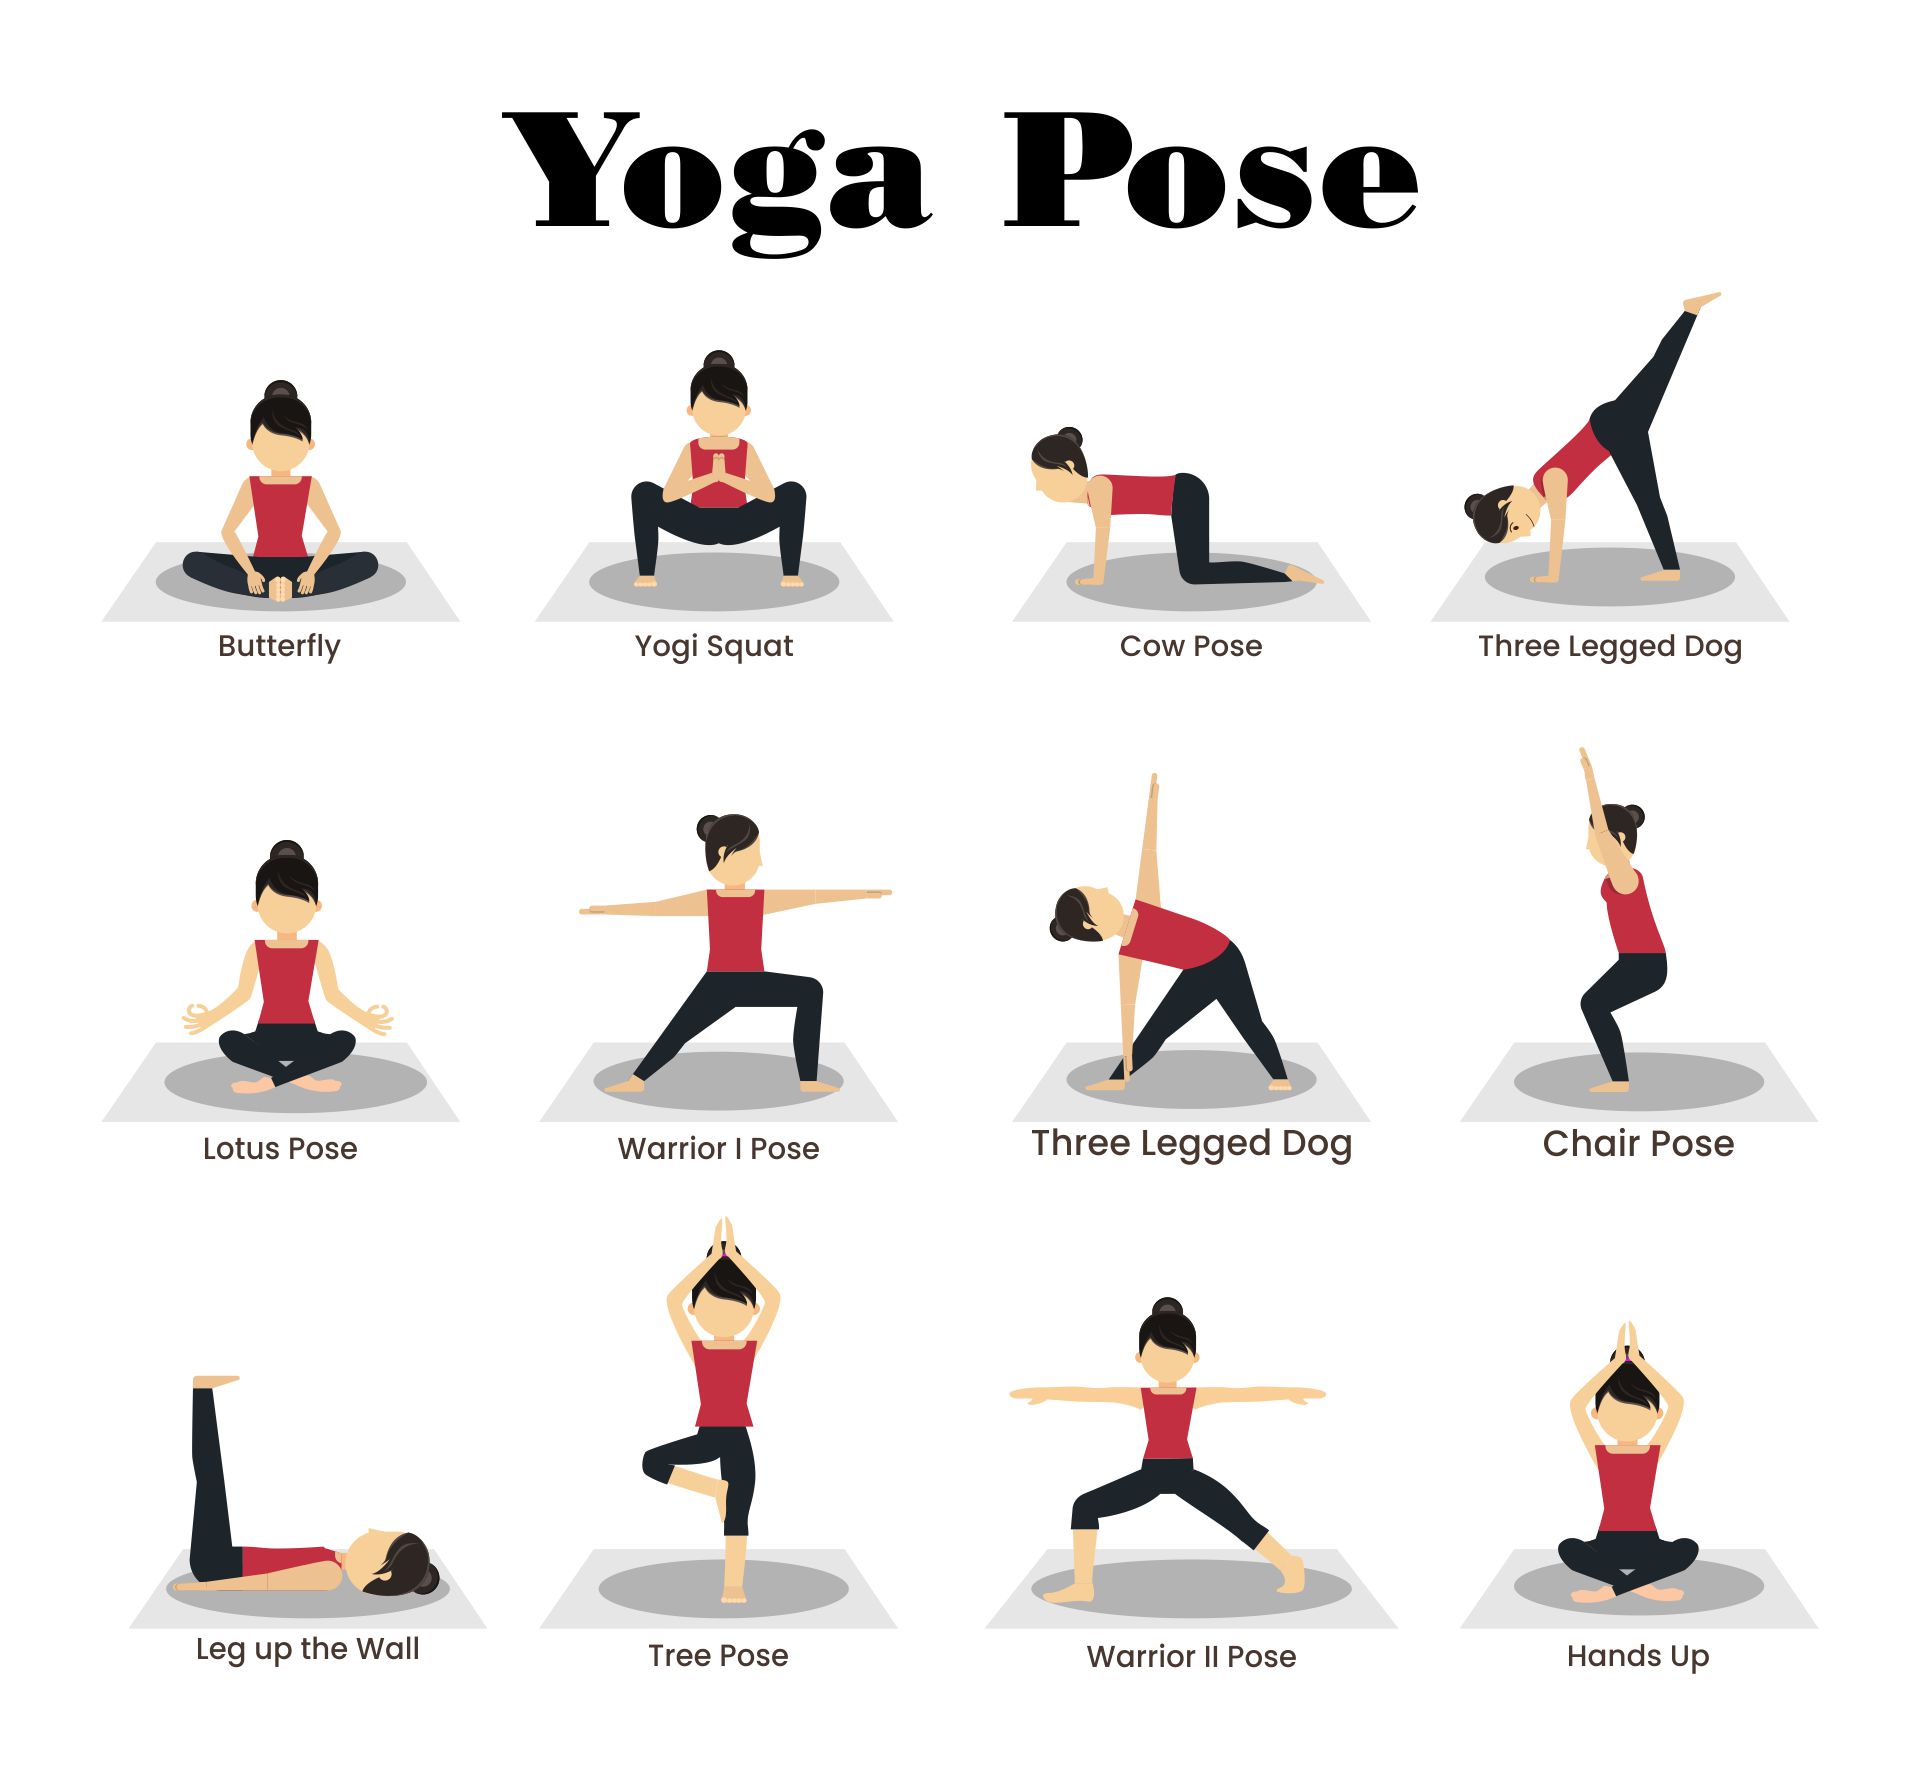 Yoga Pose
Butterfly
Yogi Squat
Cow Pose
Three Legged Dog
Lotus Pose
Warrior I Pose
Three Legged Dog
Chair Pose
Leg up the Wall
Tree Pose
Warrior II Pose
Hands Up